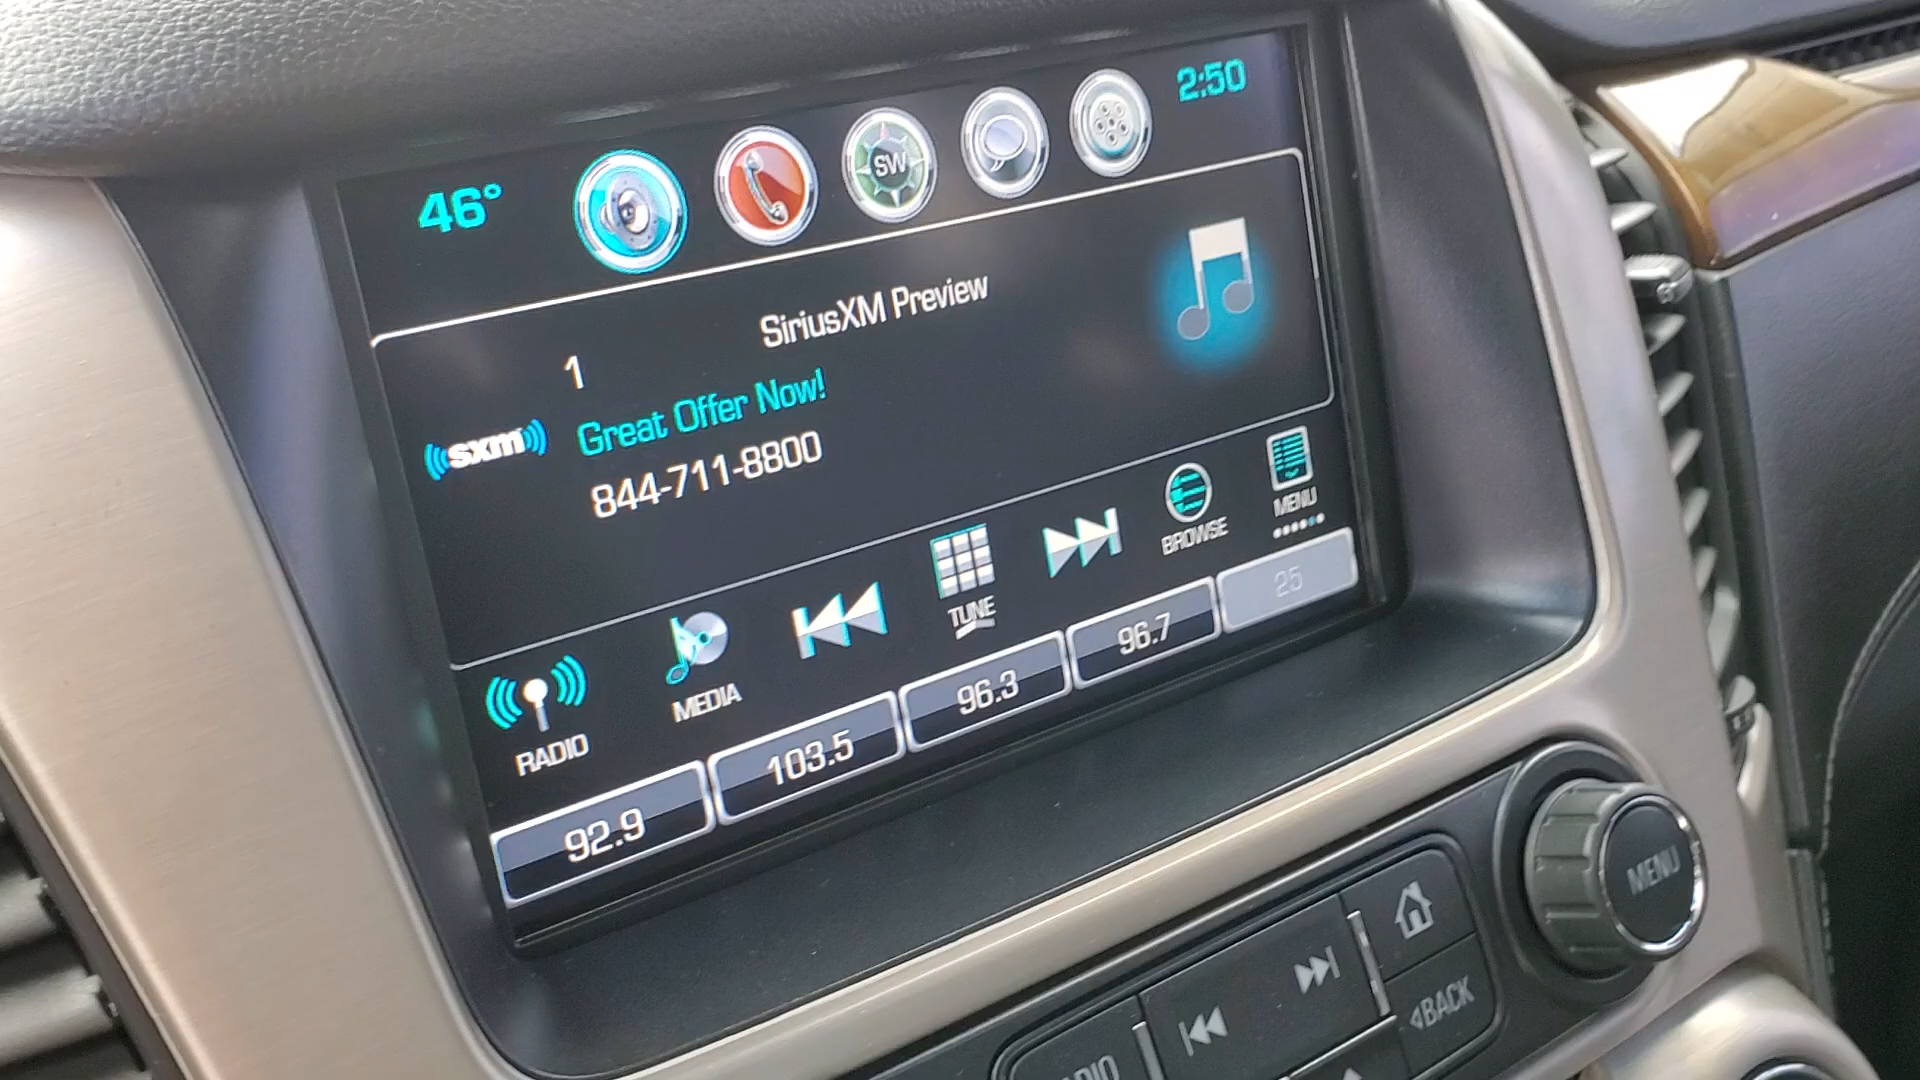 46°
SW
2:50
SiriusXM Preview
1
sxm
Great Offer Now!
844-711-8800
RADIO
MEDIA
TUNE
BROWSE
MENU
92.9
103.5
96.3
96.7
25
MENU
BACK